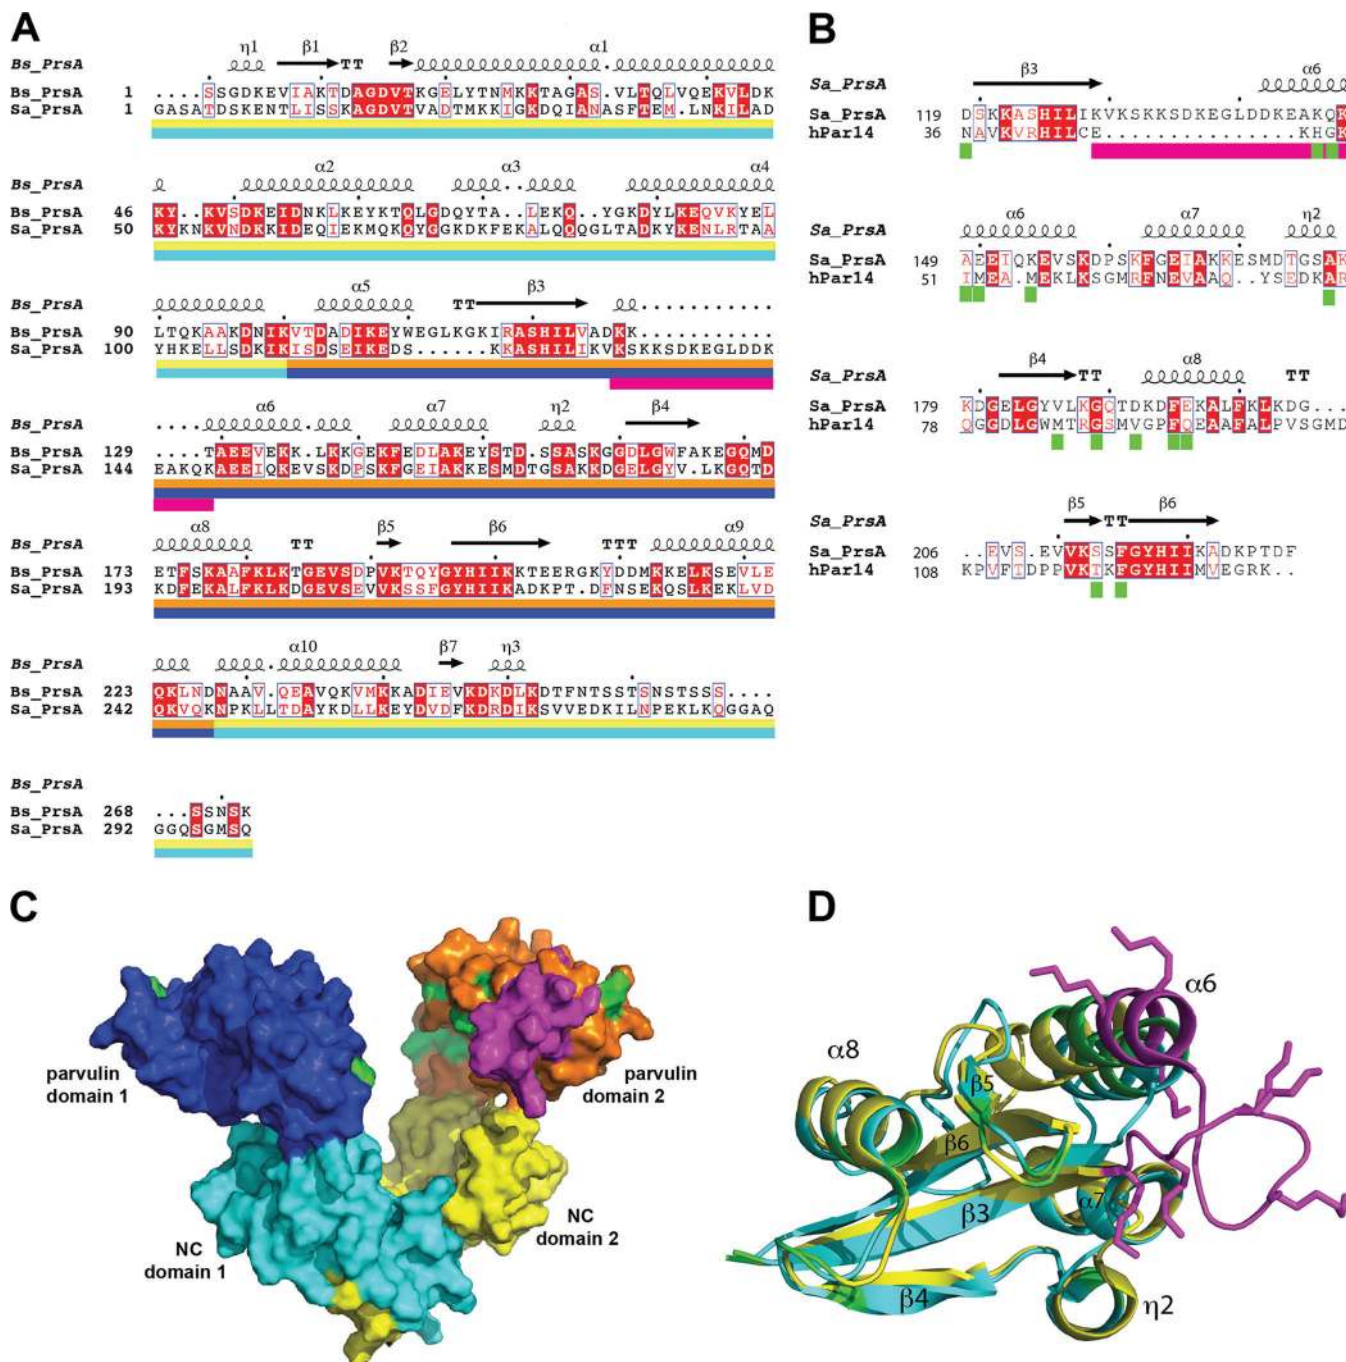 A
η1 β1 β2 α1
Bs_PrsA TT
Bs_PrsA 1 ....SSGDKEVIAKTDAGDVTKGELYTNMKKTAGAS.VLTQLVQEKVLDK
Sa_PrsA 1 GASATDSKENTLISSKAGDVTVADTMKKIGKDQIANASFTEM.LNKILAD
α2 α3 α4
Bs_PrsA
Bs_PrsA 46 KY..KVSDKEIDNKLKEYKTQLGDQYTA..LEKQ..YGKDYLKEQVKYEL
Sa_PrsA 50 KYKNKVNDKKIDEQIEKMQKQYGGKDKFEKALQQQGLTADKYKENLRTAA
α5 β3
Bs_PrsA TT
Bs_PrsA 90 LTQKAAKDNIKVTDADIKEYWEGLKGKIRASHILVADKK...........
Sa_PrsA 100 YHKELLSDKIKISDSEIKEDS......KKASHILIKVKSKKSDKEGLDDK
α6 α7 η2 β4
Bs_PrsA
Bs_PrsA 129 ....TAEEVEKK.LKKGEKFEDLAKEYSTD.SSASKGGDLGWFAKEGQMD
Sa_PrsA 144 EAKQKAEEIQKEVSKDPSKFGEIAKKESMDTGSAKKDGELGYV.LKGQTD
α8 β5 β6 α9
Bs_PrsA TT TTT
Bs_PrsA 173 ETFSKAAFKLKTGEVSDPVKTQYGYHIIKKTEERGKYDDMKKELKSEVLE
Sa_PrsA 193 KDFEKALFKLKDGEVSEVVKSSFGYHIIKADKPT.DFNSEKQSLKEKLVD
α10 β7 η3
Bs_PrsA
Bs_PrsA 223 QKLNDNAAV.QEAVQKVMKKADIEVKDKDLKDTFNTSSTSNSTSSS....
Sa_PrsA 242 QKVQKNPKLLTDAYKDLLKEYDVDFKDRDIKSVVEDKILNPEKLKQGGAQ
Bs_PrsA
Bs_PrsA 268 ...SSNSK
Sa_PrsA 292 GGQSGMSQ
B
β3 α6
Sa_PrsA
Sa_PrsA 119 DSKKASHILIKVKSKKSDKEGLDDKEAKQK
hPar14 36 NAVKVRHILCE................KHGK
α6 α7 η2
Sa_PrsA
Sa_PrsA 149 AEEIQKEVSKDPSKFGEIAKKESMDTGSAK
hPar14 51 IMEA.MEKLKSGMRFNEVAAQ..YSEDKAR
β4 α8
Sa_PrsA TT TT
Sa_PrsA 179 KDGELGYVLKGQTDKDFEKALFKLKDG...
hPar14 78 QGGDLGWMTRGSMVGPFQEAAFALPVSGMD
β5 β6
Sa_PrsA TT
Sa_PrsA 206 ..EVS.EVVKSSFGYHIIKADKPTDF
hPar14 108 KPVFTDPPVKTKFGYHIIMVEGRK..
C
parvulin
domain 1
parvulin
domain 2
NC
domain 1
NC
domain 2
D
α6
α8
β5
β6
β3
α7
β4
η2